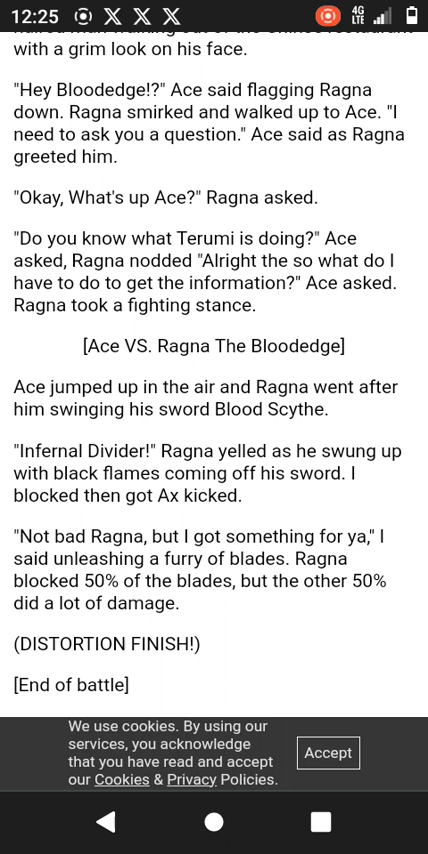 12:25
4G
LTE
with a grim look on his face.
"Hey Bloodedge!?" Ace said flagging Ragna
down. Ragna smirked and walked up to Ace. "I
need to ask you a question." Ace said as Ragna
greeted him.
"Okay, What's up Ace?" Ragna asked.
"Do you know what Terumi is doing?" Ace
asked, Ragna nodded "Alright the so what do I
have to do to get the information?" Ace asked.
Ragna took a fighting stance.
[Ace VS. Ragna The Bloodedge]
Ace jumped up in the air and Ragna went after
him swinging his sword Blood Scythe.
"Infernal Divider!" Ragna yelled as he swung up
with black flames coming off his sword. I
blocked then got Ax kicked.
"Not bad Ragna, but I got something for ya," I
said unleashing a furry of blades. Ragna
blocked 50% of the blades, but the other 50%
did a lot of damage.
(DISTORTION FINISH!)
[End of battle]
We use cookies. By using our
services, you acknowledge
that you have read and accept
our Cookies & Privacy Policies.
Accept